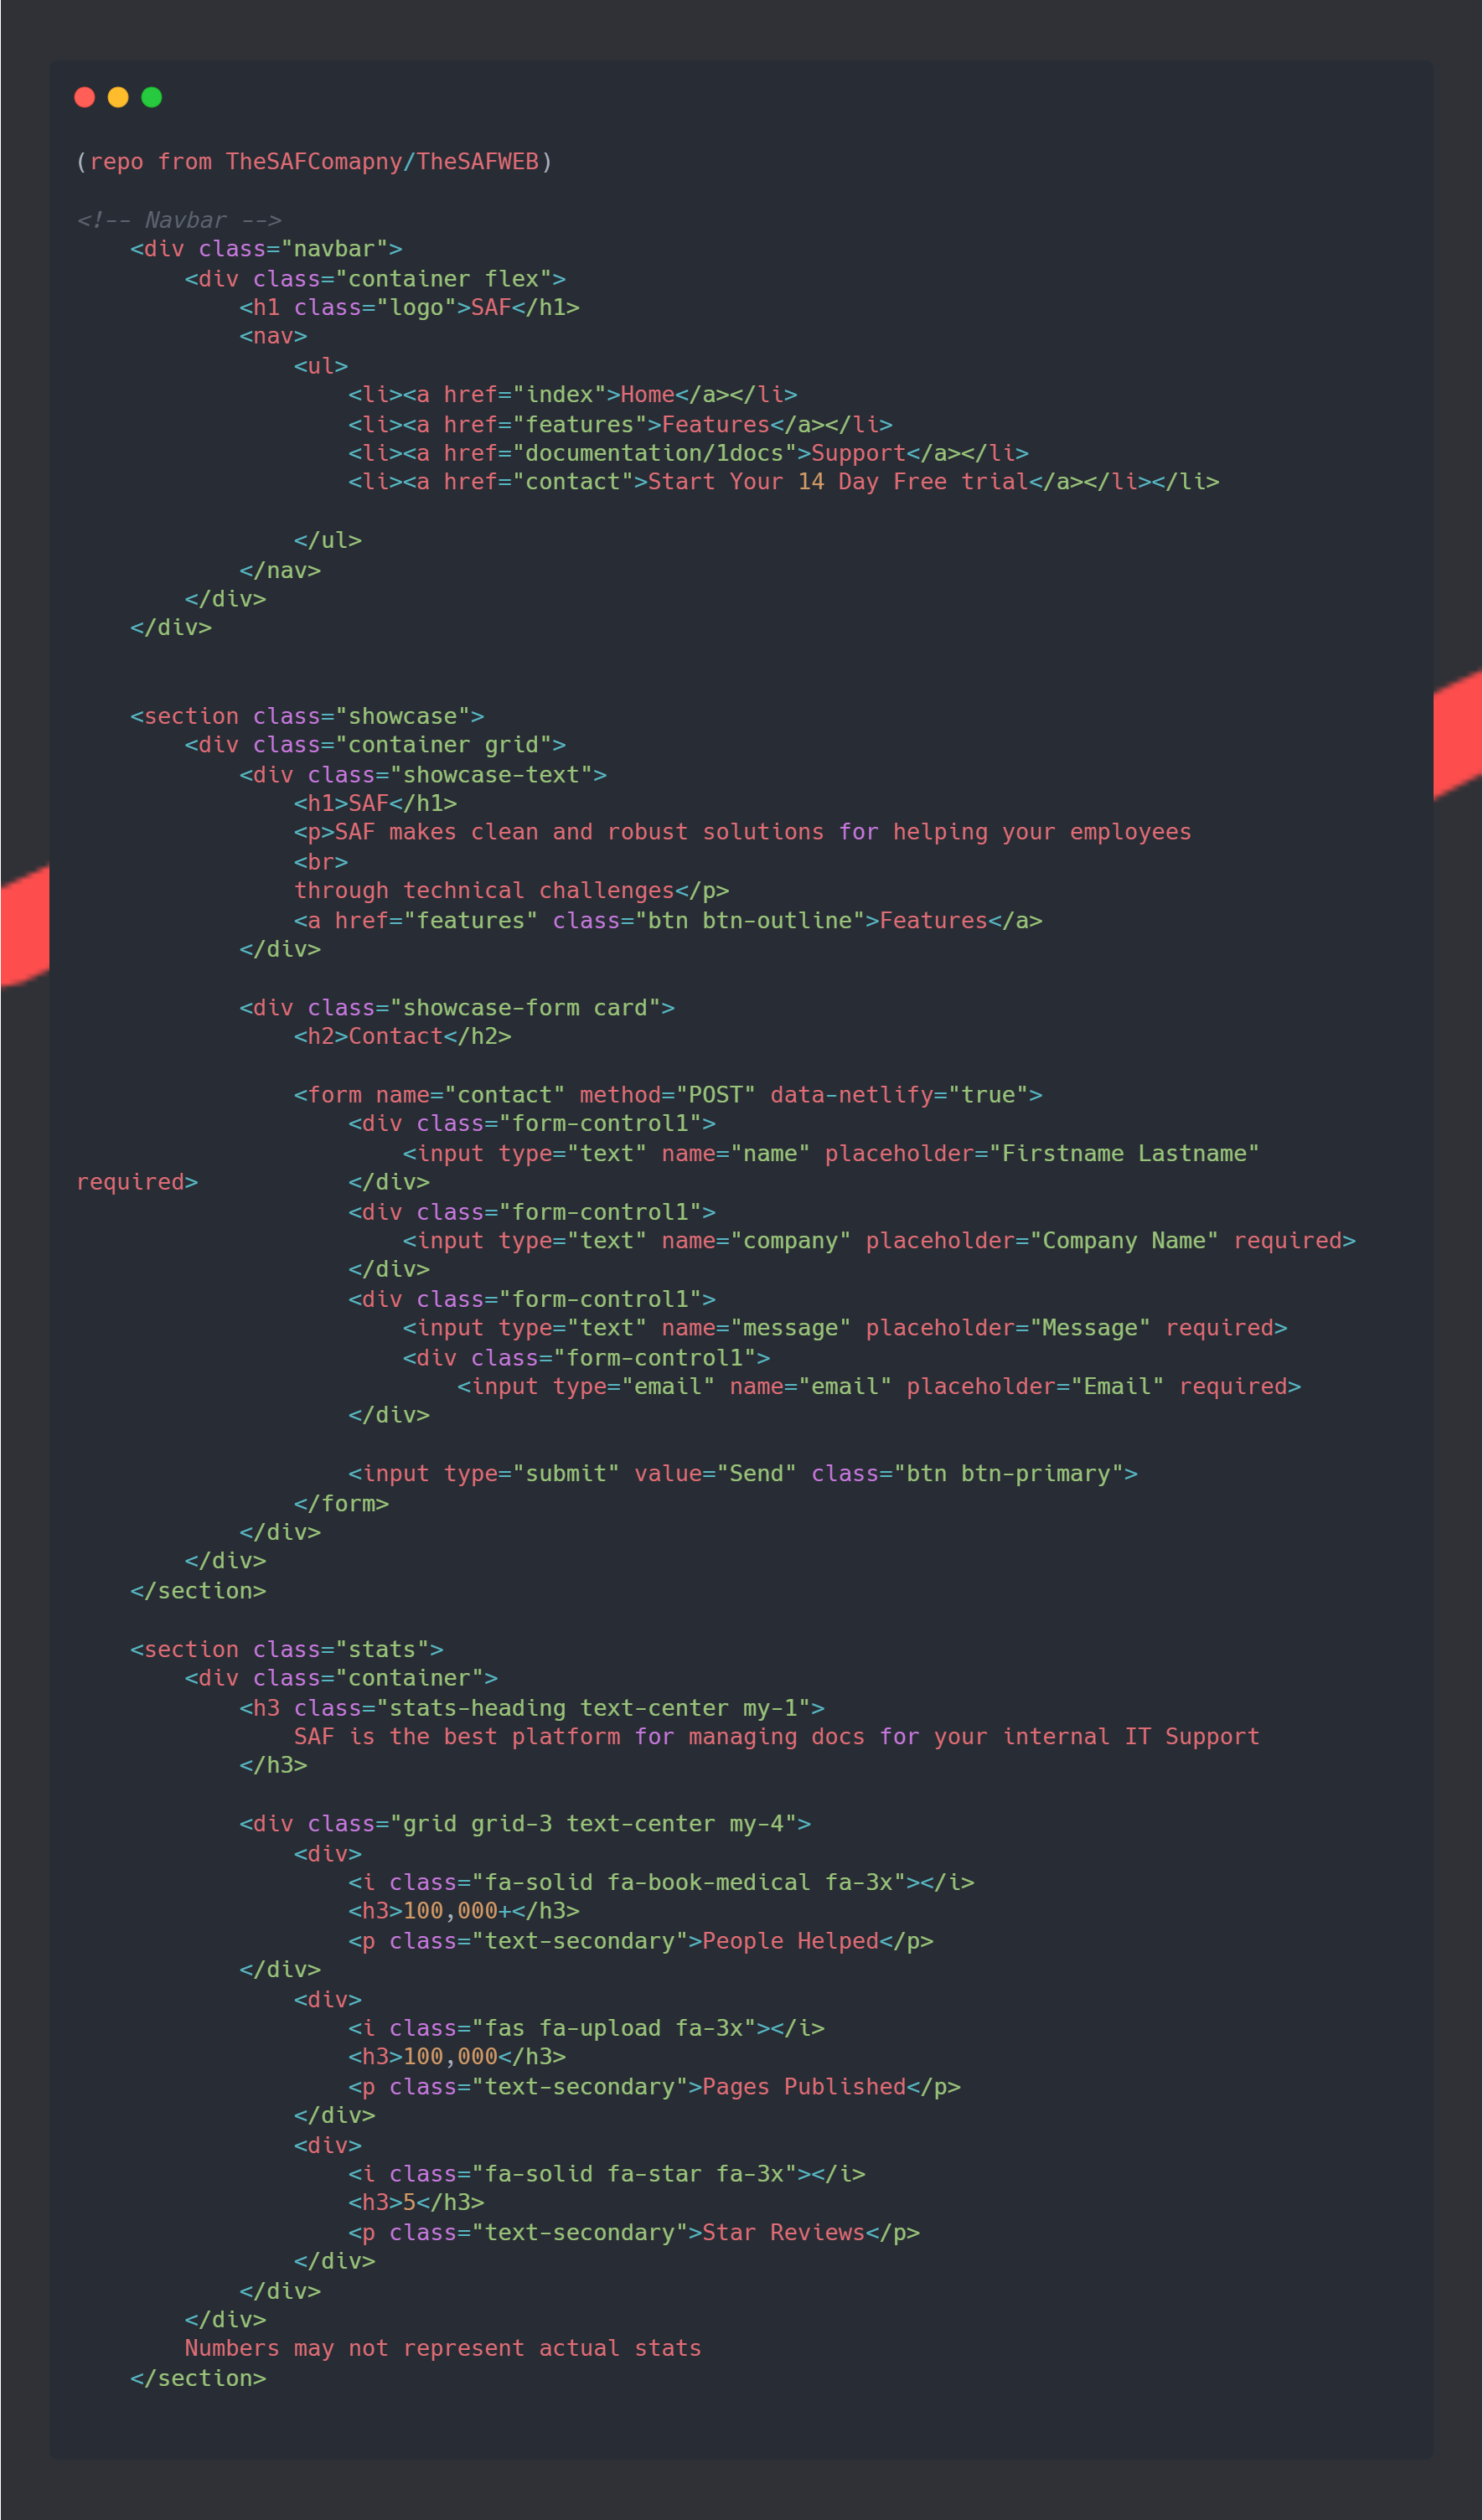 (repo from TheSAFComapny/TheSAFWEB)

<!-- Navbar -->
    <div class="navbar">
        <div class="container flex">
            <h1 class="logo">SAF</h1>
            <nav>
                <ul>
                    <li><a href="index">Home</a></li>
                    <li><a href="features">Features</a></li>
                    <li><a href="documentation/1docs">Support</a></li>
                    <li><a href="contact">Start Your 14 Day Free trial</a></li></li>

                </ul>
            </nav>
        </div>
    </div>


    <section class="showcase">
        <div class="container grid">
            <div class="showcase-text">
                <h1>SAF</h1>
                <p>SAF makes clean and robust solutions for helping your employees
                <br>
                through technical challenges</p>
                <a href="features" class="btn btn-outline">Features</a>
            </div>

            <div class="showcase-form card">
                <h2>Contact</h2>

                <form name="contact" method="POST" data-netlify="true">
                    <div class="form-control1">
                        <input type="text" name="name" placeholder="Firstname Lastname"
required>           </div>
                    <div class="form-control1">
                        <input type="text" name="company" placeholder="Company Name" required>
                    </div>
                    <div class="form-control1">
                        <input type="text" name="message" placeholder="Message" required>
                        <div class="form-control1">
                            <input type="email" name="email" placeholder="Email" required>
                    </div>

                    <input type="submit" value="Send" class="btn btn-primary">
                </form>
            </div>
        </div>
    </section>

    <section class="stats">
        <div class="container">
            <h3 class="stats-heading text-center my-1">
                SAF is the best platform for managing docs for your internal IT Support
            </h3>

            <div class="grid grid-3 text-center my-4">
                <div>
                    <i class="fa-solid fa-book-medical fa-3x"></i>
                    <h3>100,000+</h3>
                    <p class="text-secondary">People Helped</p>
            </div>
                <div>
                    <i class="fas fa-upload fa-3x"></i>
                    <h3>100,000</h3>
                    <p class="text-secondary">Pages Published</p>
                </div>
                <div>
                    <i class="fa-solid fa-star fa-3x"></i>
                    <h3>5</h3>
                    <p class="text-secondary">Star Reviews</p>
                </div>
            </div>
        </div>
        Numbers may not represent actual stats
    </section>